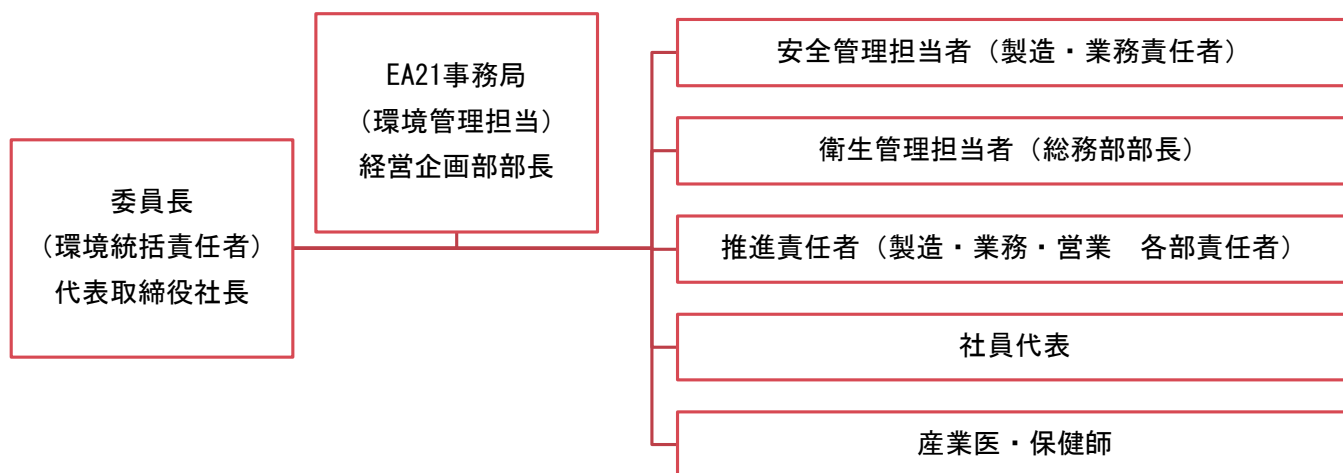 委員長
（環境統括責任者）
代表取締役社長
EA21事務局
（環境管理担当）
経営企画部部長
安全管理担当者（製造・業務責任者）
衛生管理担当者（総務部部長）
推進責任者（製造・業務・営業　各部責任者）
社員代表
産業医・保健師